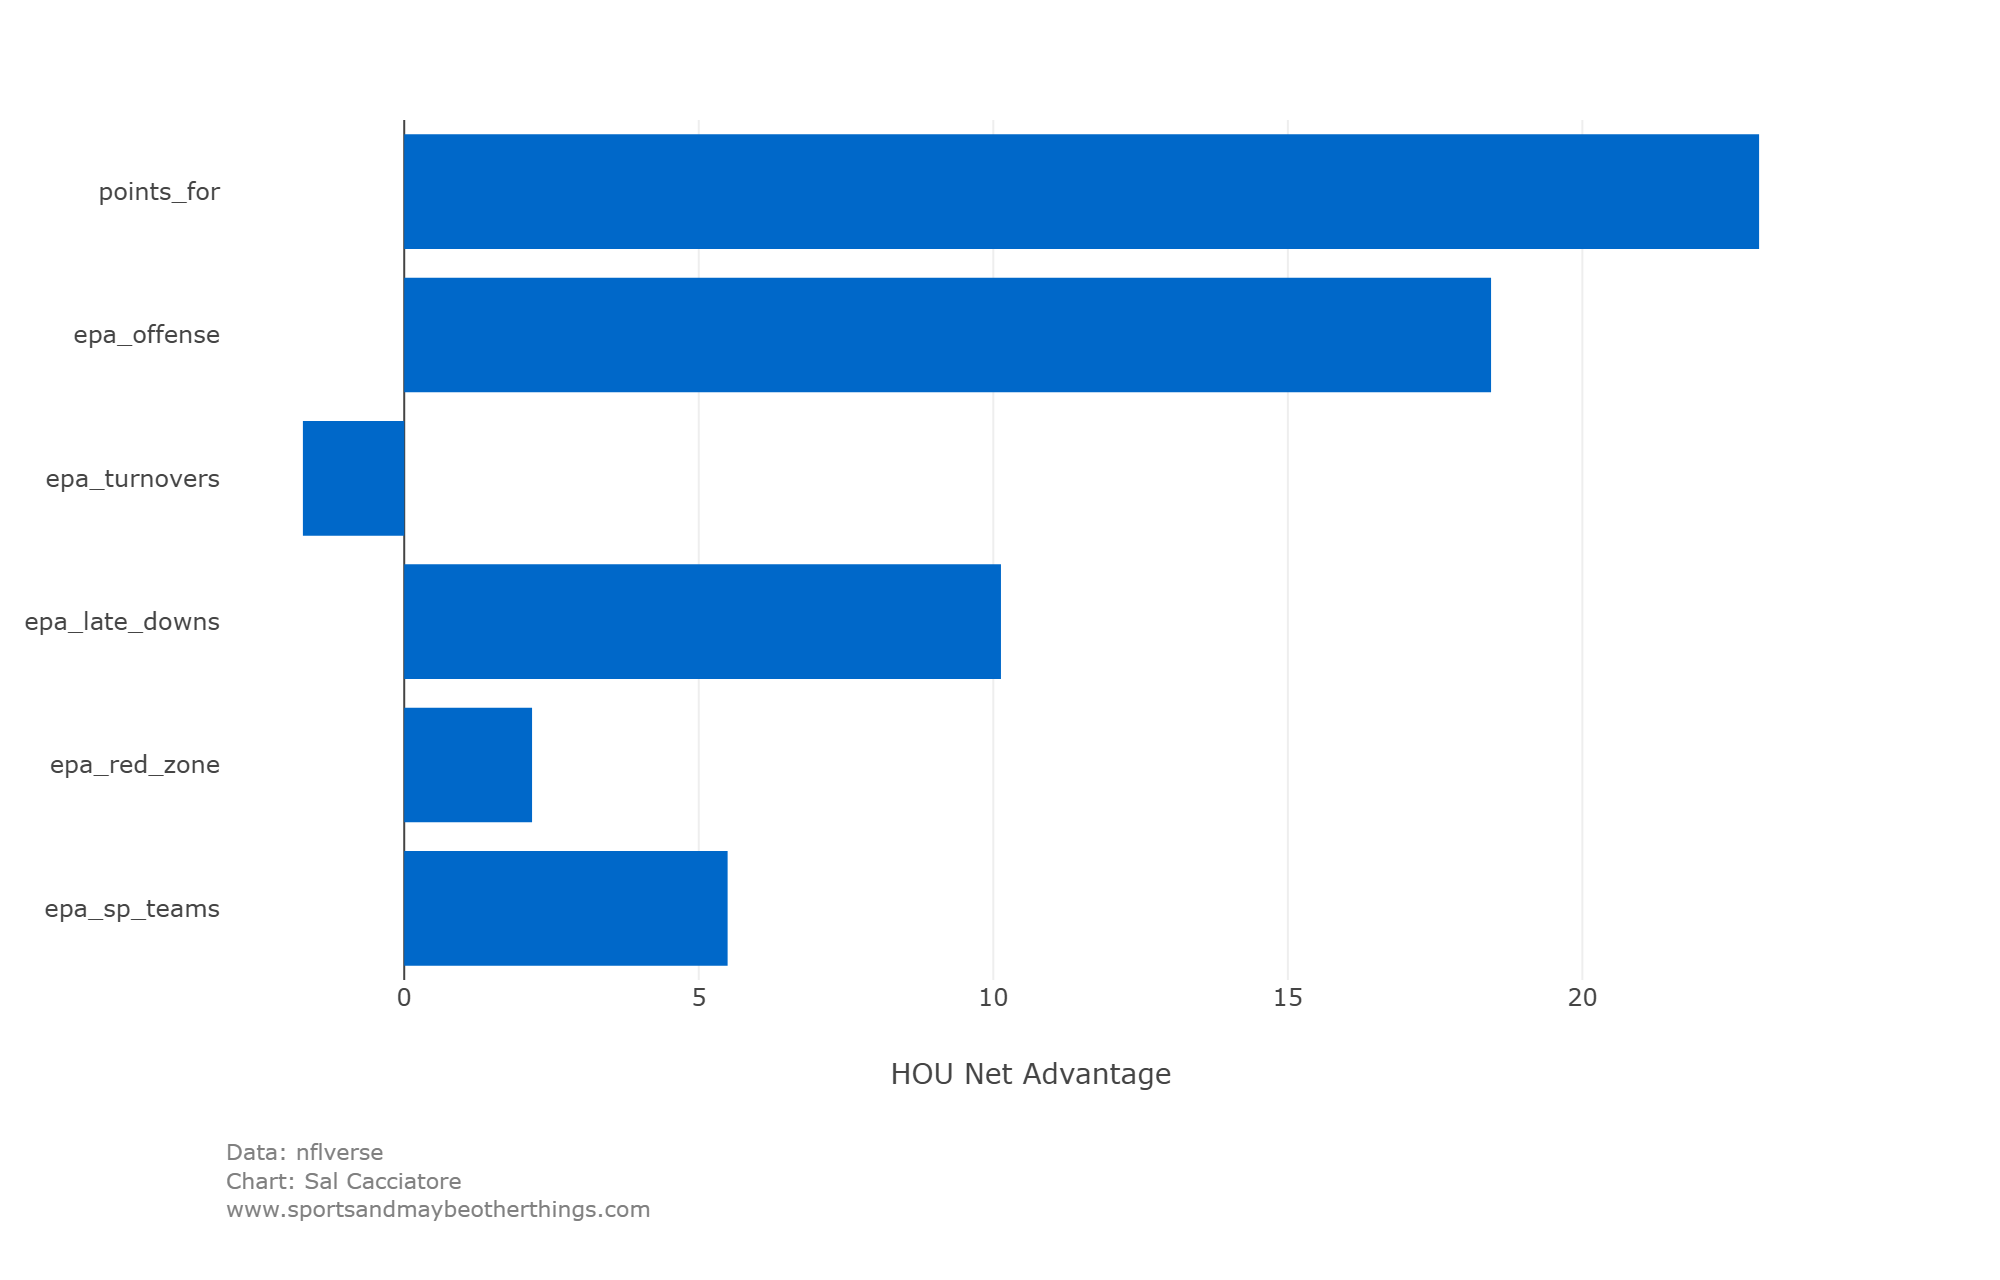 points_for
epa_offense
epa_turnovers
epa_late_downs
epa_red_zone
epa_sp_teams
0 5 10 15 20
HOU Net Advantage
Data: nflverse
Chart: Sal Cacciatore
www.sportsandmaybeotherthings.com